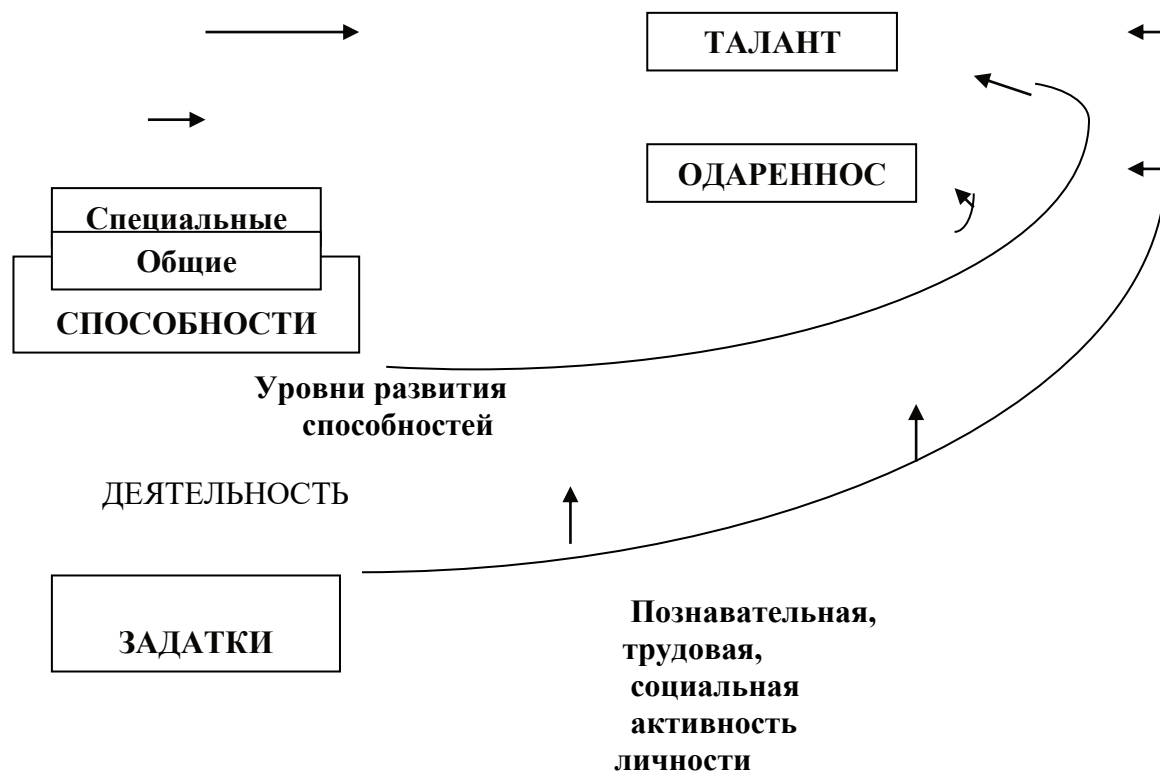 ТАЛАНТ
ОДАРЕННОС
Специальные
Общие
СПОСОБНОСТИ
Уровни развития
способностей
ДЕЯТЕЛЬНОСТЬ
ЗАДАТКИ
Познавательная,
трудовая,
социальная
активность
личности